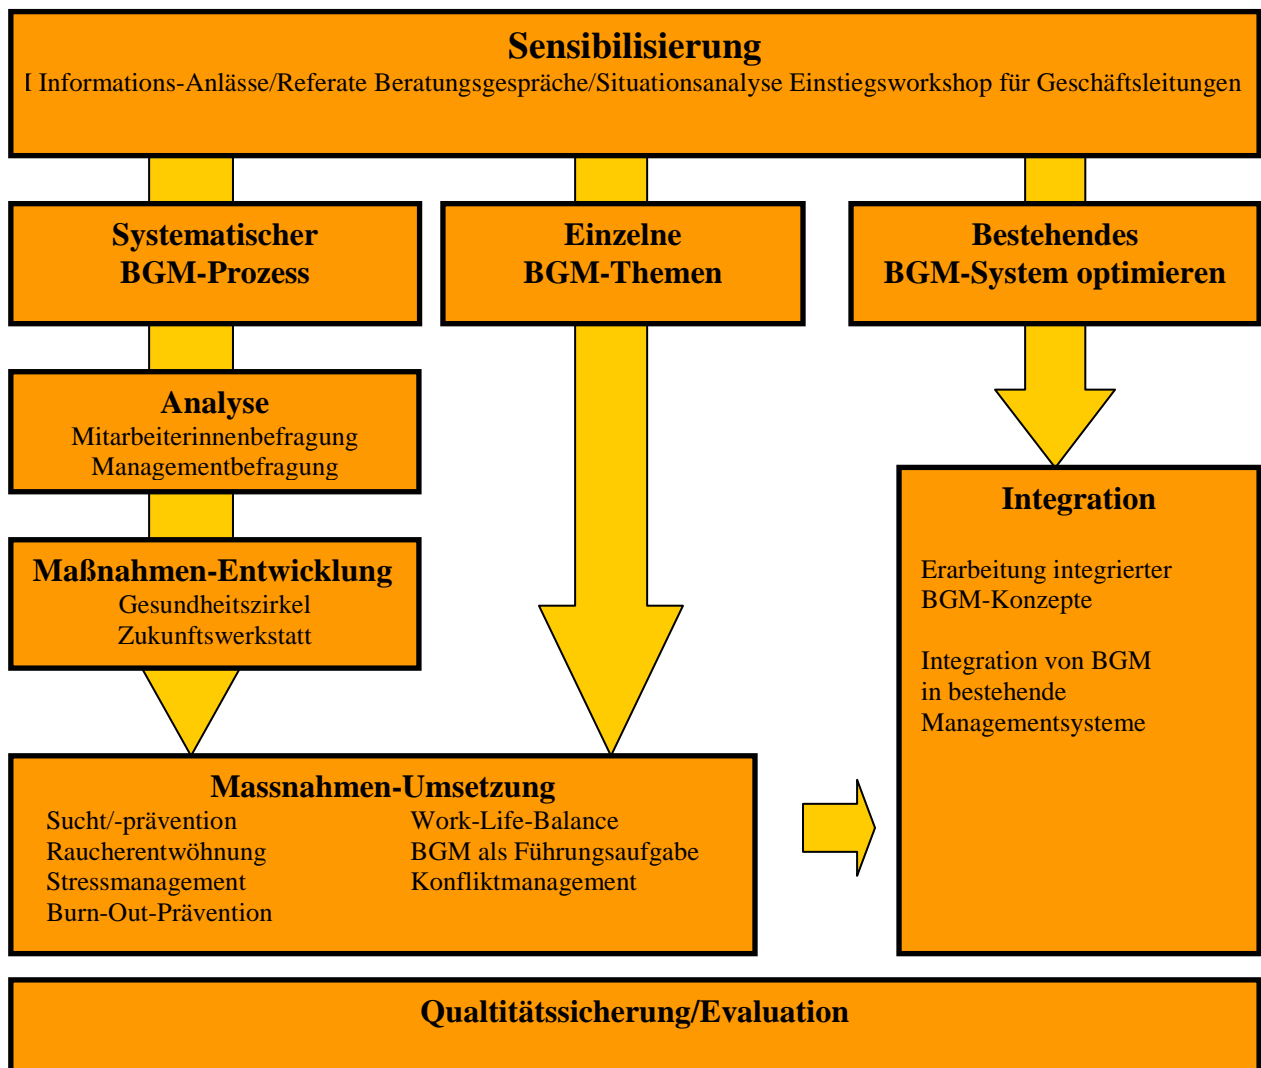 Sensibilisierung
Informations-Anlässe/Referate Beratungsgespräche/Situationsanalyse Einstiegsworkshop für Geschäftsleitungen
Systematischer
BGM-Prozess
Einzelne
BGM-Themen
Bestehendes
BGM-System optimieren
Analyse
Mitarbeiterinnenbefragung
Managementbefragung
Maßnahmen-Entwicklung
Gesundheitszirkel
Zukunftswerkstatt
Massnahmen-Umsetzung
Sucht/-prävention
Raucherentwöhnung
Stressmanagement
Burn-Out-Prävention
Work-Life-Balance
BGM als Führungsaufgabe
Konfliktmanagement
Integration
Erarbeitung integrierter
BGM-Konzepte
Integration von BGM
in bestehende
Managementsysteme
Qualtitätssicherung/Evaluation